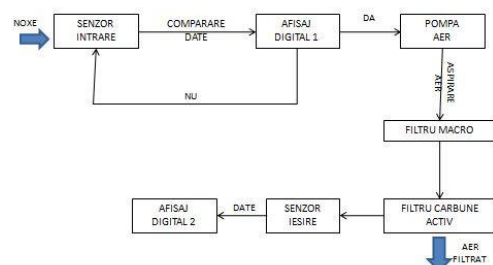 NOXE
SENZOR
INTRARE
COMPARARE
DATE
AFISAJ
DIGITAL 1
DA
POMPA
AER
NU
ASPIRARE
AER
FILTRU MACRO
AFISAJ
DIGITAL 2
DATE
SENZOR
IESIRE
FILTRU CARBUNE
ACTIV
AER
FILTRAT